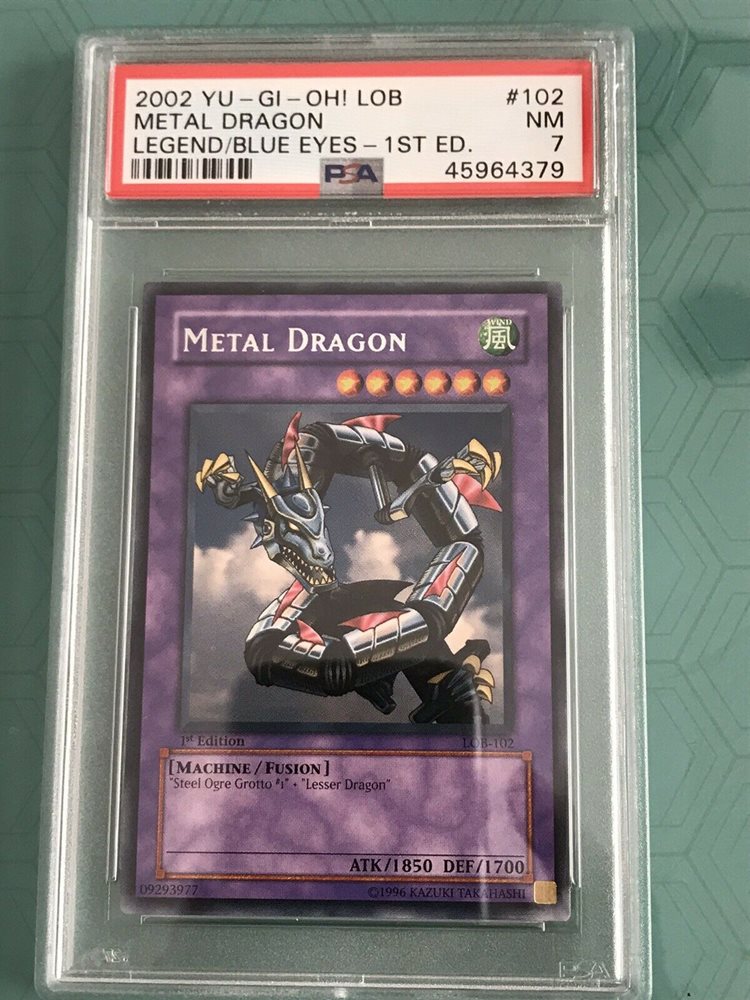 2002 YU-GI-OH! LOB #102
METAL DRAGON NM
LEGEND/BLUE EYES-1ST ED. 7
PSA 45964379
METAL DRAGON
WIND
風
1st Edition LOB-102
[MACHINE/FUSION]
"Steel Ogre Grotto #1" + "Lesser Dragon"
ATK/1850 DEF/1700
09293977 ©1996 KAZUKI TAKAHASHI
PSA